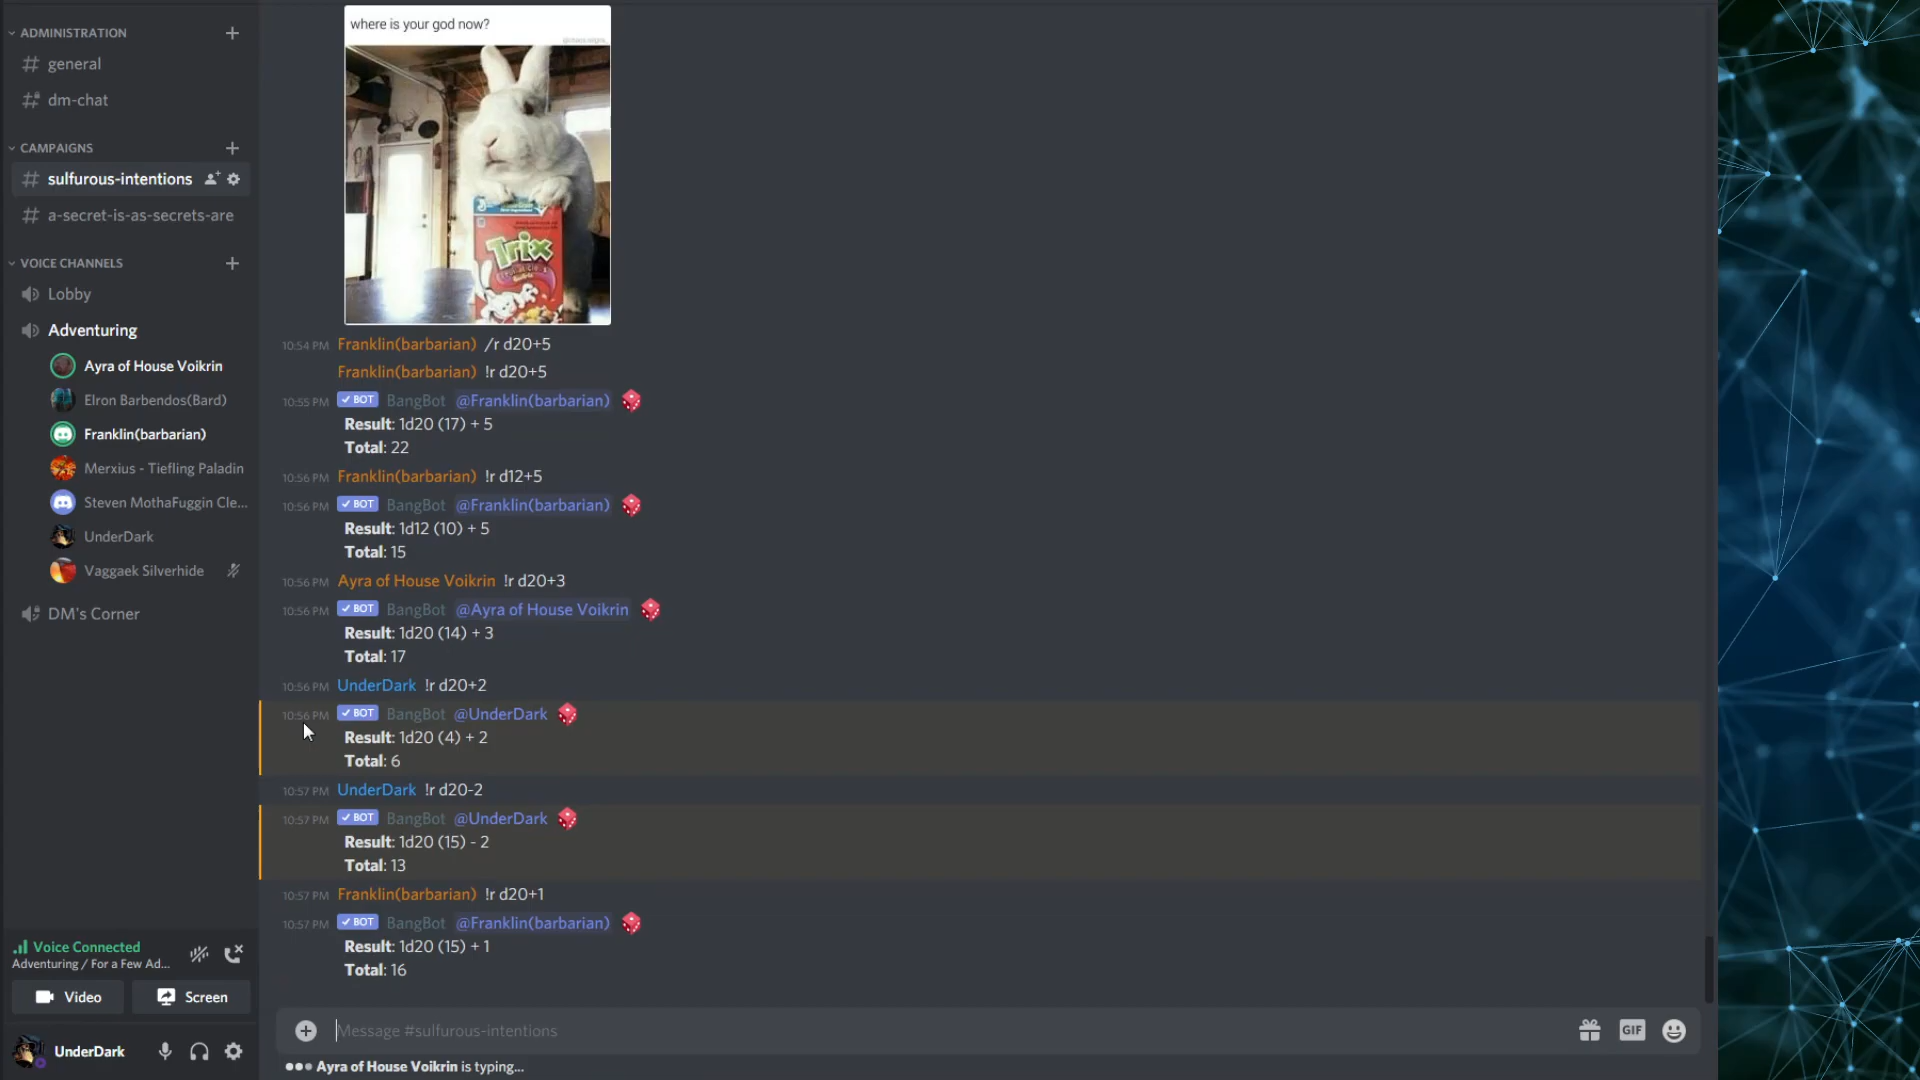 ADMINISTRATION
general
dm-chat
CAMPAIGNS
sulfurous-intentions
a-secret-is-as-secrets-are
VOICE CHANNELS
Lobby
Adventuring
Ayra of House Voikrin
Elron Barbendos(Bard)
Franklin(barbarian)
Merxius - Tiefling Paladin
Steven MothaFuggin Cle...
UnderDark
Vaggaek Silverhide
DM's Corner
Voice Connected
Adventuring / For a Few Ad...
Video Screen
UnderDark
where is your god now?
Trix
10:54 PM Franklin(barbarian) /r d20+5
Franklin(barbarian) !r d20+5
10:55 PM ✓ BOT BangBot @Franklin(barbarian)
Result: 1d20 (17) + 5
Total: 22
10:56 PM Franklin(barbarian) !r d12+5
10:56 PM ✓ BOT BangBot @Franklin(barbarian)
Result: 1d12 (10) + 5
Total: 15
10:56 PM Ayra of House Voikrin !r d20+3
10:56 PM ✓ BOT BangBot @Ayra of House Voikrin
Result: 1d20 (14) + 3
Total: 17
10:56 PM UnderDark !r d20+2
10:56 PM ✓ BOT BangBot @UnderDark
Result: 1d20 (4) + 2
Total: 6
10:57 PM UnderDark !r d20-2
10:57 PM ✓ BOT BangBot @UnderDark
Result: 1d20 (15) - 2
Total: 13
10:57 PM Franklin(barbarian) !r d20+1
10:57 PM ✓ BOT BangBot @Franklin(barbarian)
Result: 1d20 (15) + 1
Total: 16
Message #sulfurous-intentions
GIF
Ayra of House Voikrin is typing...